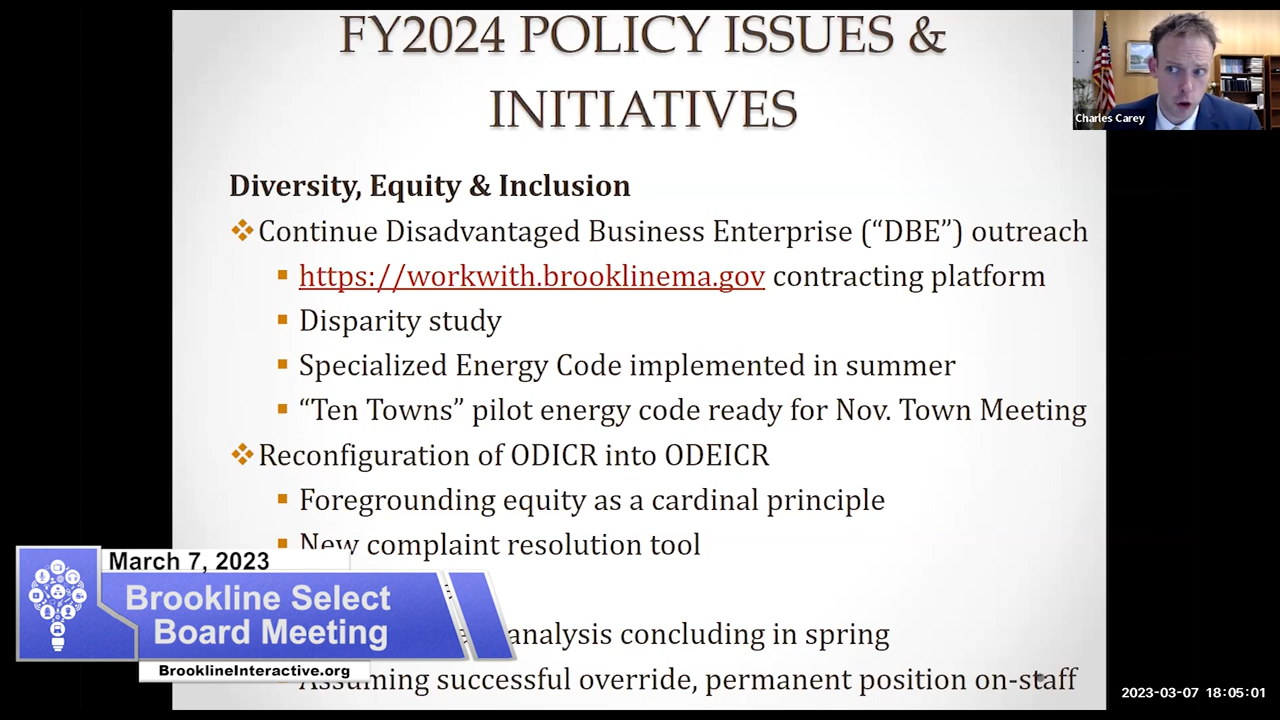 FY2024 POLICY ISSUES &
INITIATIVES
Charles Carey
Diversity, Equity & Inclusion
Continue Disadvantaged Business Enterprise (“DBE”) outreach
https://workwith.brooklinema.gov contracting platform
Disparity study
Specialized Energy Code implemented in summer
“Ten Towns” pilot energy code ready for Nov. Town Meeting
Reconfiguration of ODICR into ODEICR
Foregrounding equity as a cardinal principle
New complaint resolution tool
analysis concluding in spring
Assuming successful override, permanent position on-staff
March 7, 2023
Brookline Select
Board Meeting
BrooklineInteractive.org
2023-03-07 18:05:01